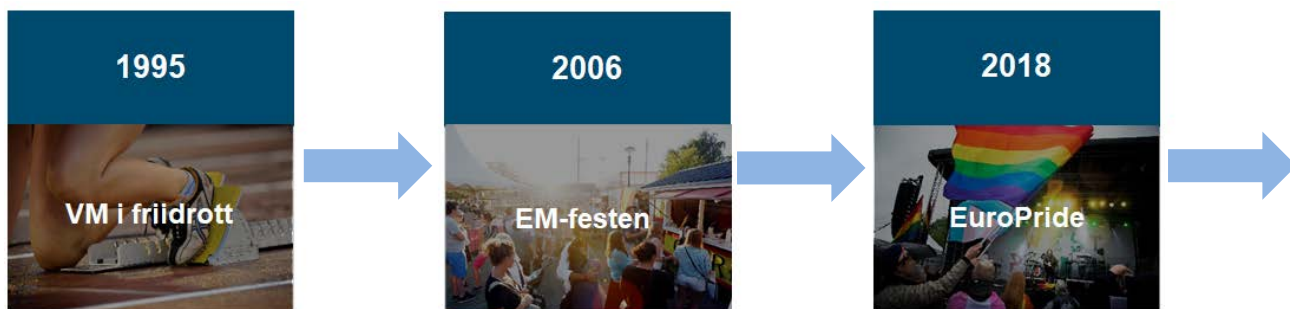 1995
VM i friidrott
2006
EM-festen
2018
EuroPride